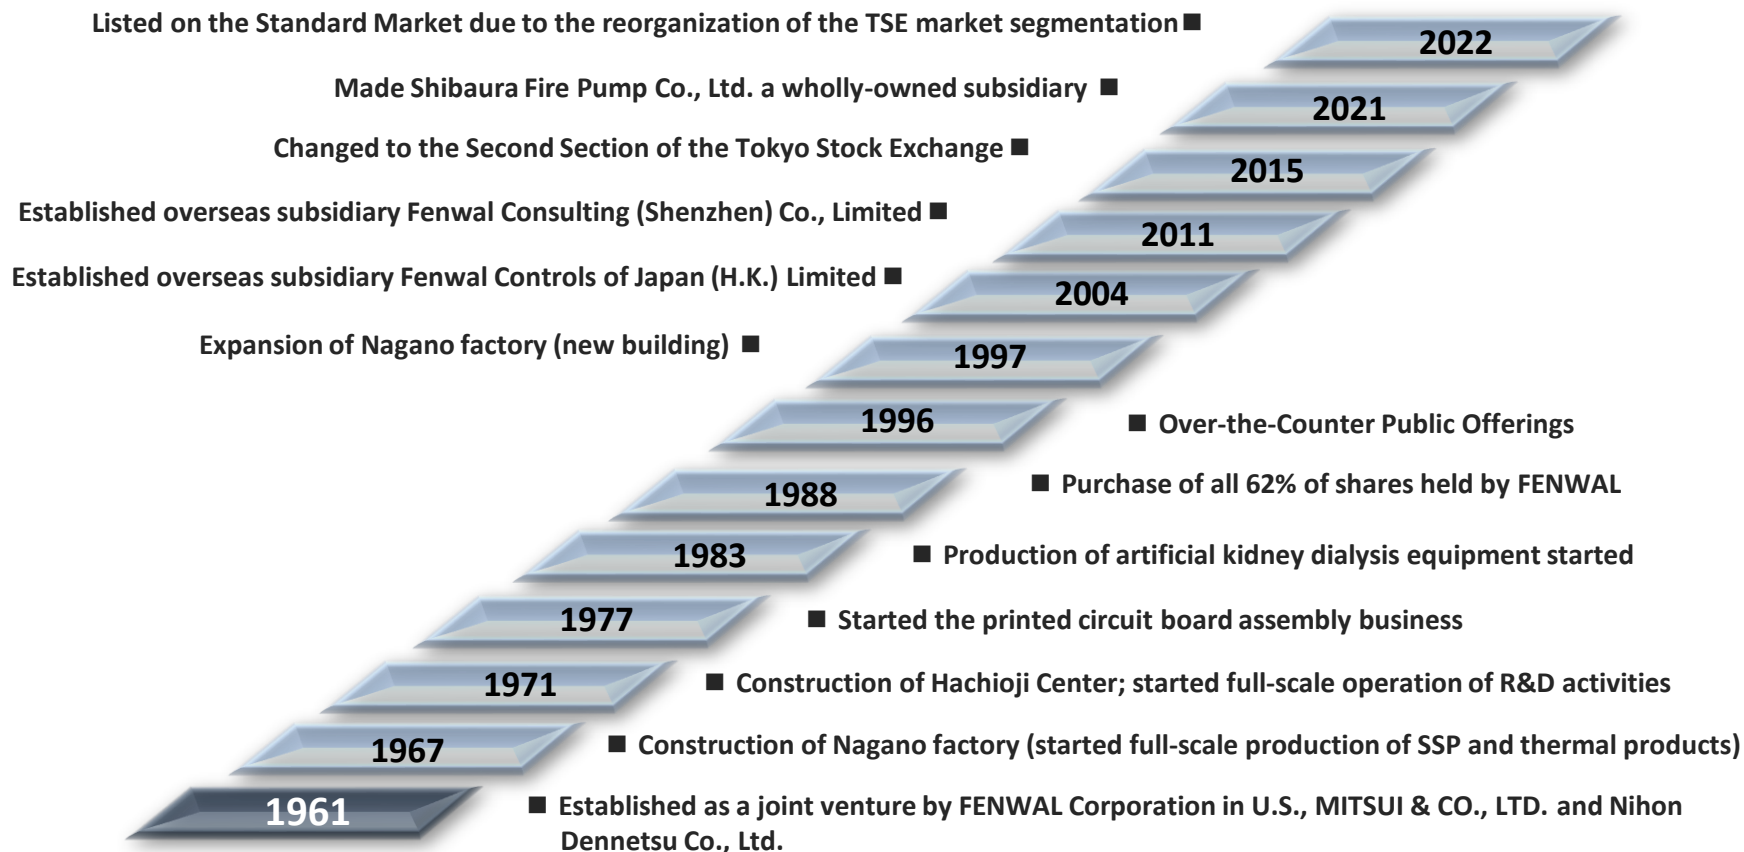 ■ Listed on the Standard Market due to the reorganization of the TSE market segmentation ■
2022
Made Shibaura Fire Pump Co., Ltd. a wholly-owned subsidiary ■
2021
Changed to the Second Section of the Tokyo Stock Exchange ■
2015
Established overseas subsidiary Fenwal Consulting (Shenzhen) Co., Limited ■
2011
Established overseas subsidiary Fenwal Controls of Japan (H.K.) Limited ■
2004
Expansion of Nagano factory (new building) ■
1997
1996
■ Over-the-Counter Public Offerings
1988
■ Purchase of all 62% of shares held by FENWAL
1983
■ Production of artificial kidney dialysis equipment started
1977
■ Started the printed circuit board assembly business
1971
■ Construction of Hachioji Center; started full-scale operation of R&D activities
1967
■ Construction of Nagano factory (started full-scale production of SSP and thermal products)
1961
■ Established as a joint venture by FENWAL Corporation in U.S., MITSUI & CO., LTD. and Nihon
Dennetsu Co., Ltd.